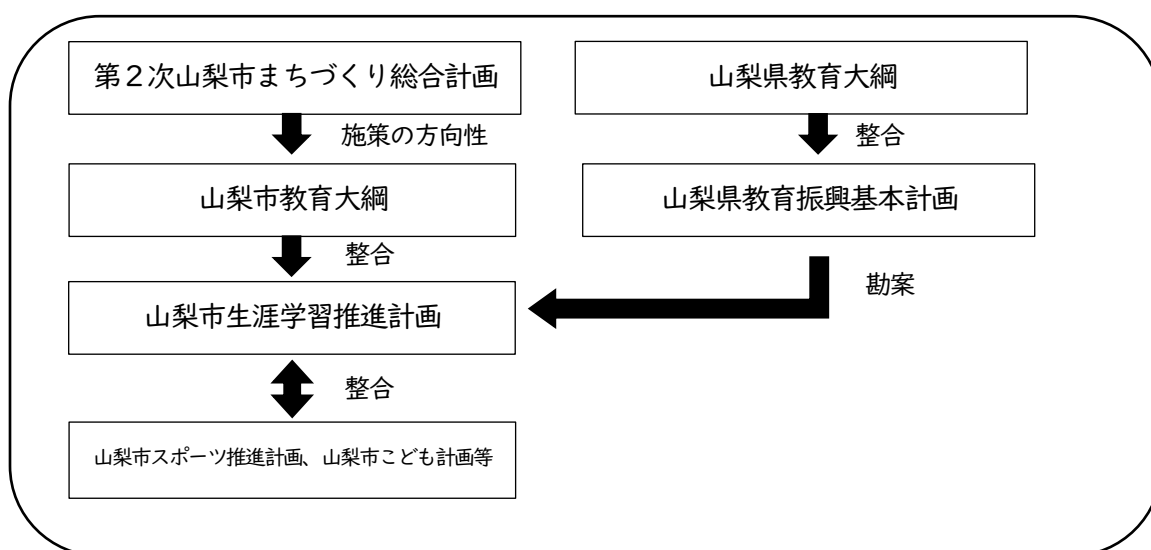 第２次山梨市まちづくり総合計画
山梨県教育大綱
施策の方向性
整合
山梨市教育大綱
山梨県教育振興基本計画
整合
勘案
山梨市生涯学習推進計画
整合
山梨市スポーツ推進計画、山梨市こども計画等